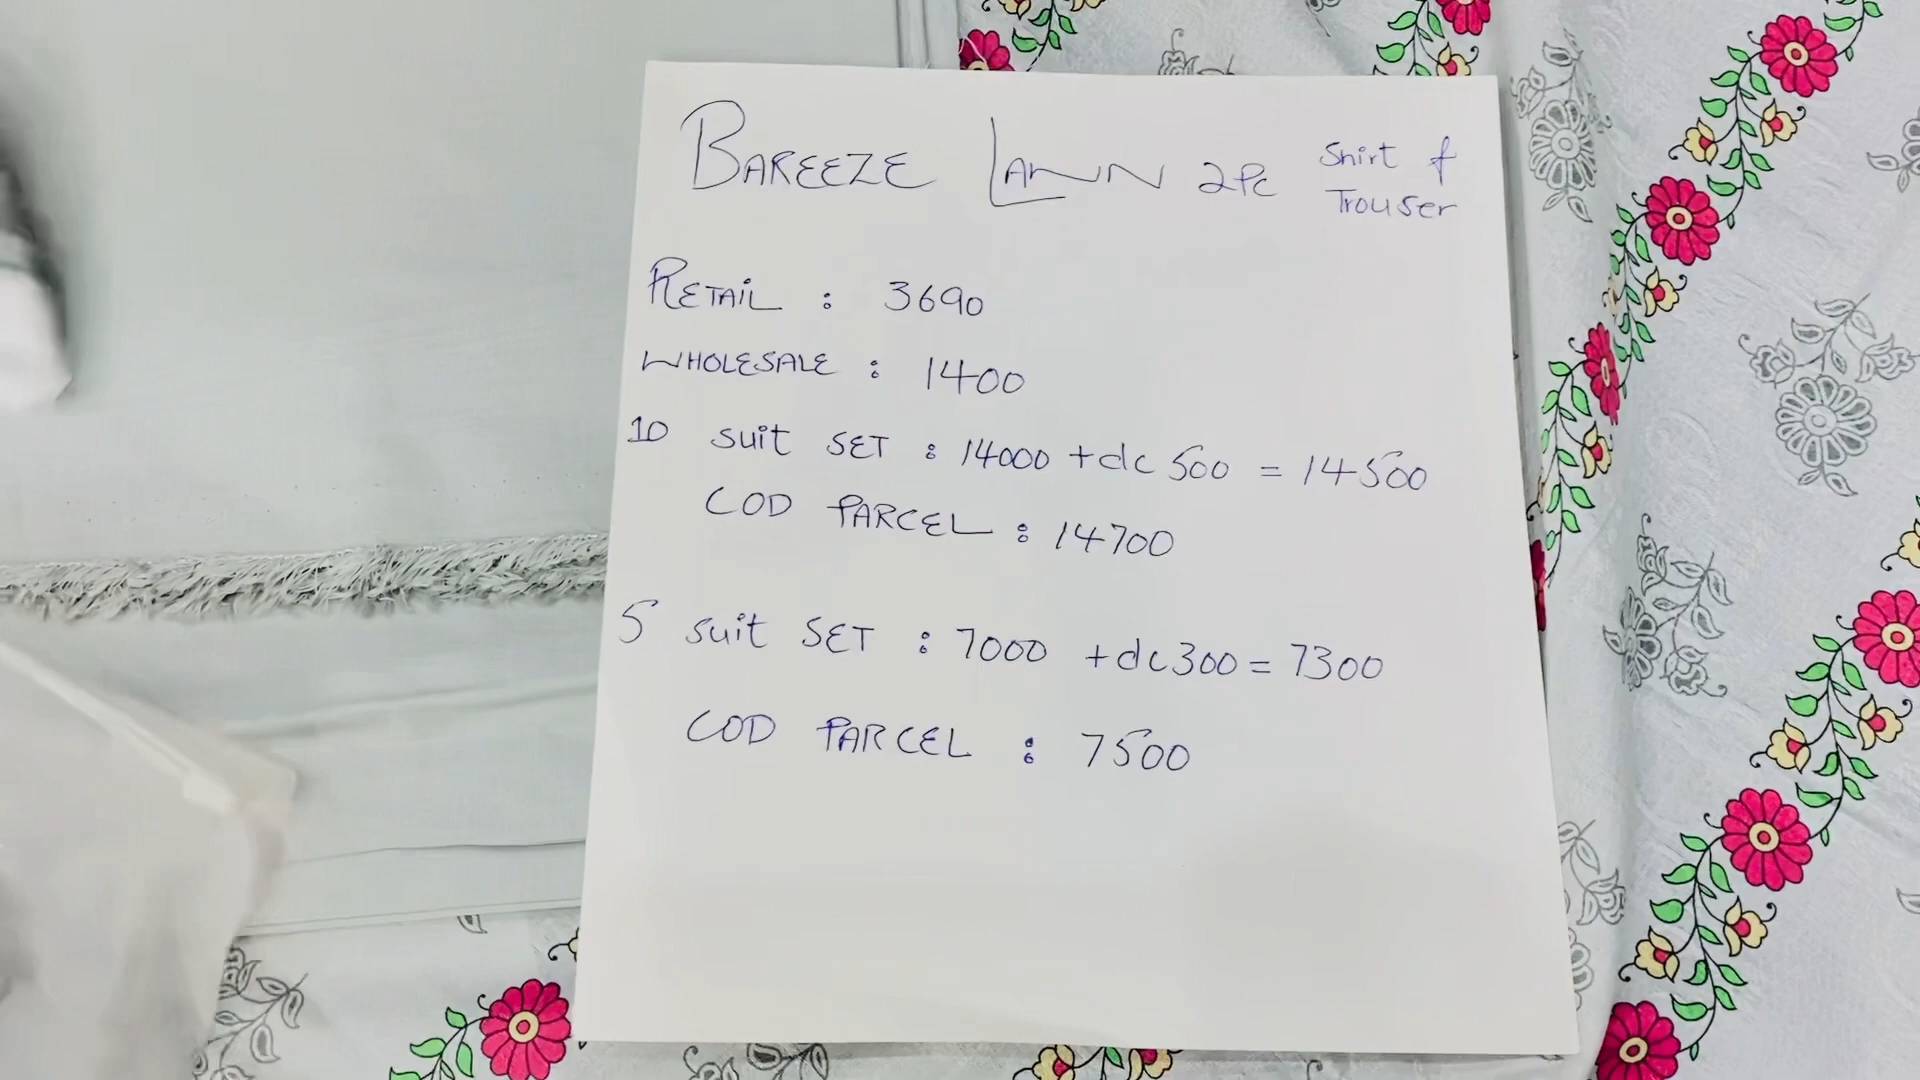 BAREEZE LAWN 2Pc Shirt &
Trouser
RETAIL : 3690
WHOLESALE : 1400
10 suit SET : 14000 + dc 500 = 14500
COD PARCEL : 14700
5 suit SET : 7000 + dc 300 = 7300
COD PARCEL : 7500